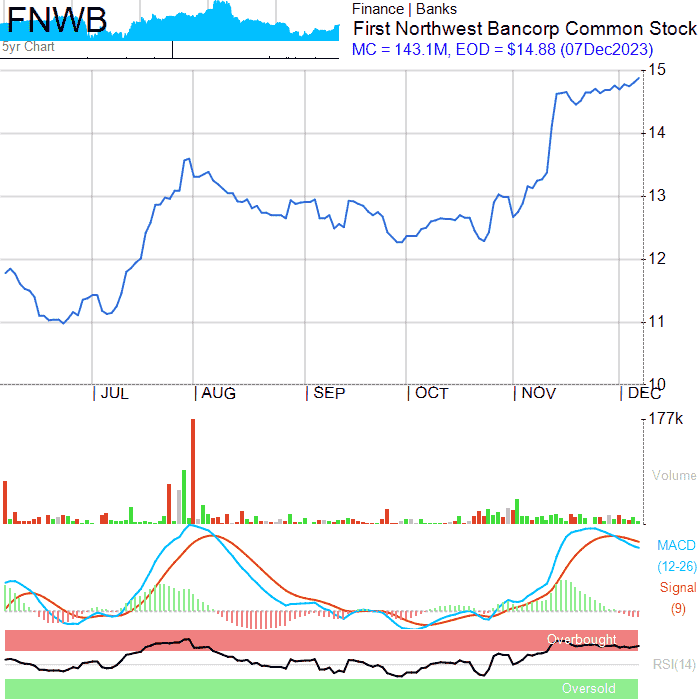 FNWB
5yr Chart
Finance | Banks
First Northwest Bancorp Common Stock
MC = 143.1M, EOD = $14.88 (07Dec2023)
15
14
13
12
11
10
JUL AUG SEP OCT NOV DEC
177k
Volume
MACD
(12-26)
Signal
(9)
Overbought
RSI(14)
Oversold